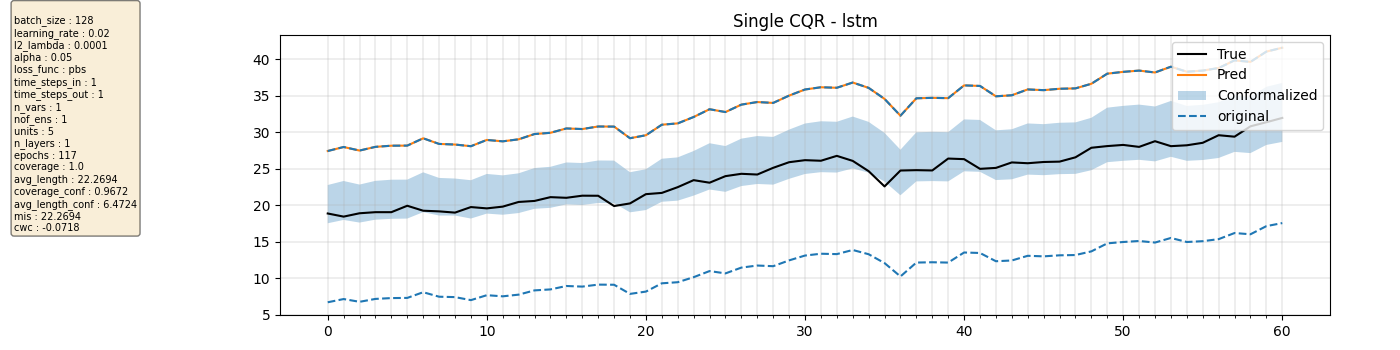 batch_size : 128
learning_rate : 0.02
l2_lambda : 0.0001
alpha : 0.05
loss_func : pbs
time_steps_in : 1
time_steps_out : 1
n_vars : 1
nof_ens : 1
units : 5
n_layers : 1
epochs : 117
coverage : 1.0
avg_length : 22.2694
coverage_conf : 0.9672
avg_length_conf : 6.4724
mis : 22.2694
cwc : -0.0718
Single CQR - lstm
True
Pred
Conformalized
original
40
35
30
25
20
15
10
5
0 10 20 30 40 50 60